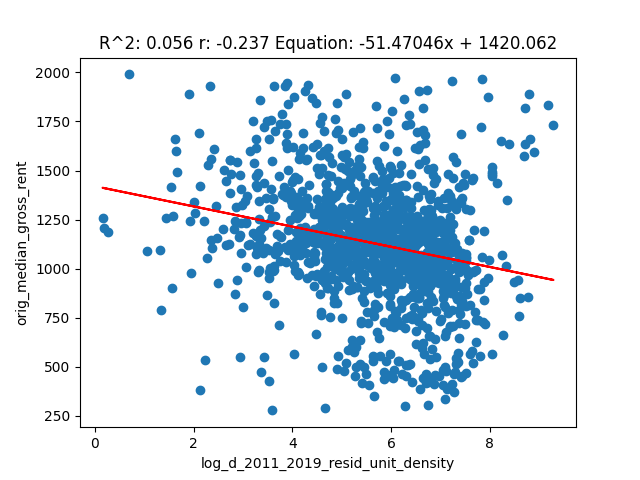 R^2: 0.056 r: -0.237 Equation: -51.47046x + 1420.062
2000
1750
1500
1250
1000
750
500
250
orig_median_gross_rent
0 2 4 6 8
log_d_2011_2019_resid_unit_density